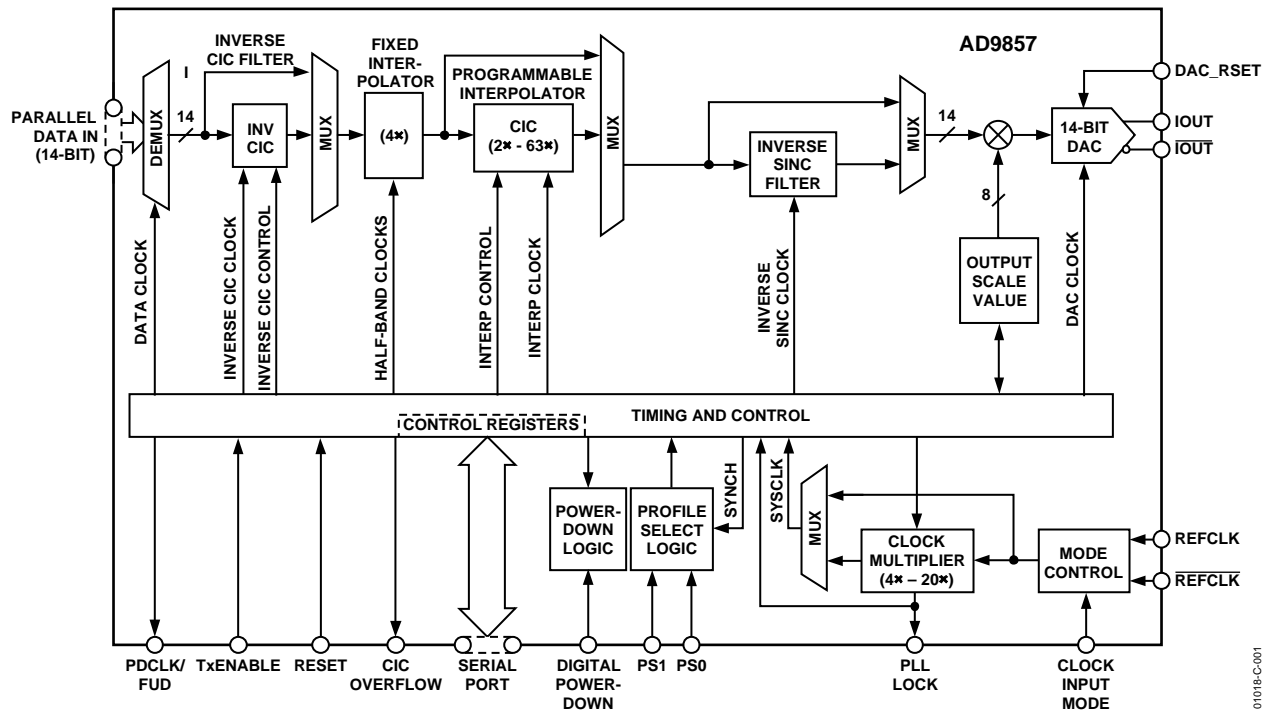 AD9857
INVERSE
CIC FILTER
I
14
FIXED
INTER-
POLATOR
PROGRAMMABLE
INTERPOLATOR
PARALLEL
DATA IN
(14-BIT)
DEMUX
INV
CIC
MUX
(4×)
CIC
(2× - 63×)
MUX
INVERSE
SINC
FILTER
MUX
14
8
14-BIT
DAC
DAC_RSET
IOUT
IOUT
OUTPUT
SCALE
VALUE
DATA CLOCK
INVERSE CIC CLOCK
INVERSE CIC CONTROL
HALF-BAND CLOCKS
INTERP CONTROL
INTERP CLOCK
INVERSE
SINC CLOCK
DAC CLOCK
TIMING AND CONTROL
CONTROL REGISTERS
POWER-
DOWN
LOGIC
PROFILE
SELECT
LOGIC
SYNCH
SYSCLK
MUX
CLOCK
MULTIPLIER
(4× – 20×)
MODE
CONTROL
REFCLK
REFCLK
PDCLK/
FUD
TxENABLE
RESET
CIC
OVERFLOW
SERIAL
PORT
DIGITAL
POWER-
DOWN
PS1
PS0
PLL
LOCK
CLOCK
INPUT
MODE
01018-C-001